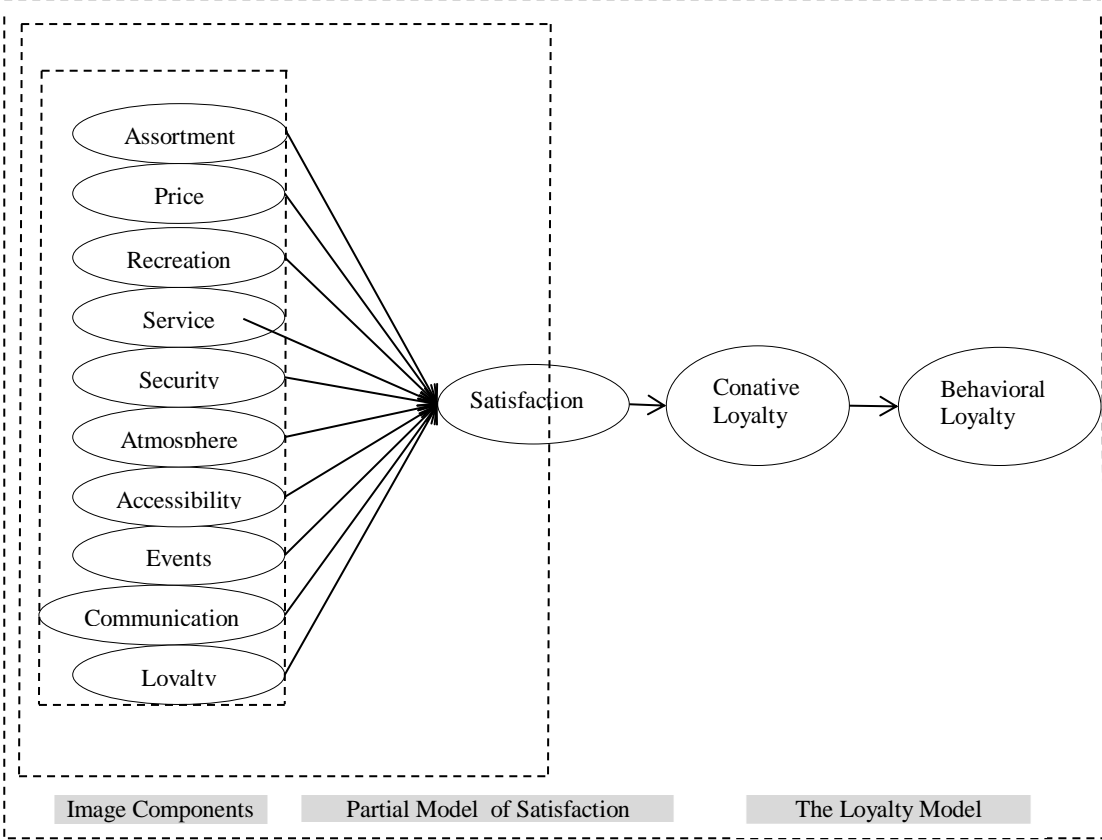 Assortment
Price
Recreation
Service
Security
Atmosphere
Accessibility
Events
Communication
Loyalty
Satisfaction
Conative
Loyalty
Behavioral
Loyalty
Image Components
Partial Model of Satisfaction
The Loyalty Model